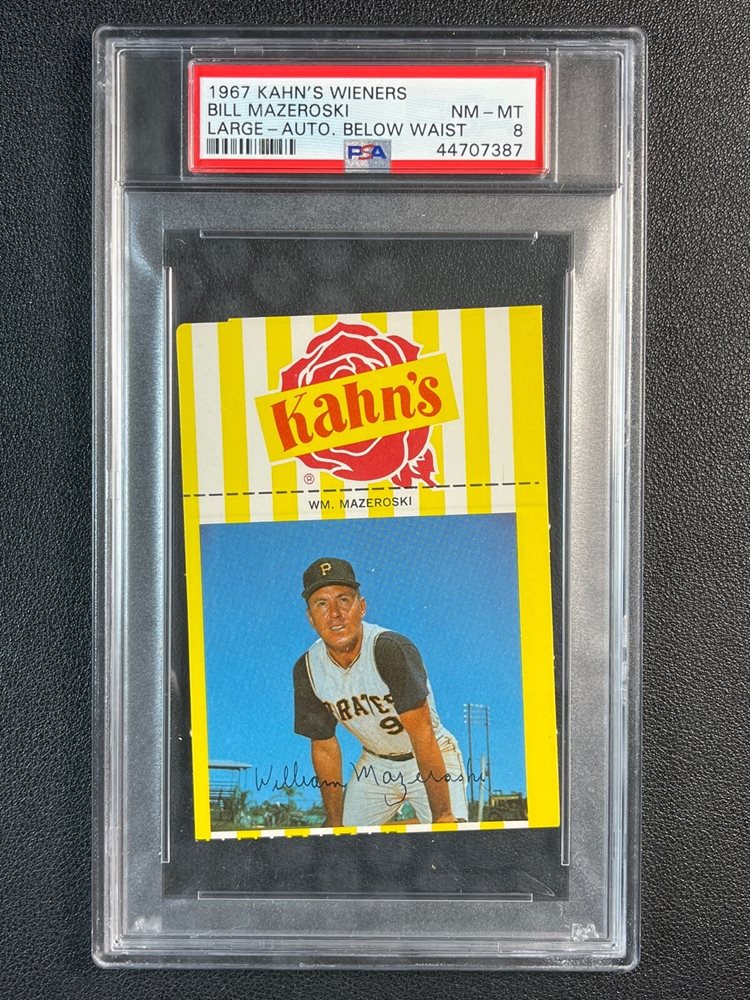 1967 KAHN'S WIENERS
BILL MAZEROSKI NM-MT
LARGE-AUTO. BELOW WAIST 8
PSA 44707387
Kahn's
®
WM. MAZEROSKI
P
PIRATES
9
William Mazeroski
PSA